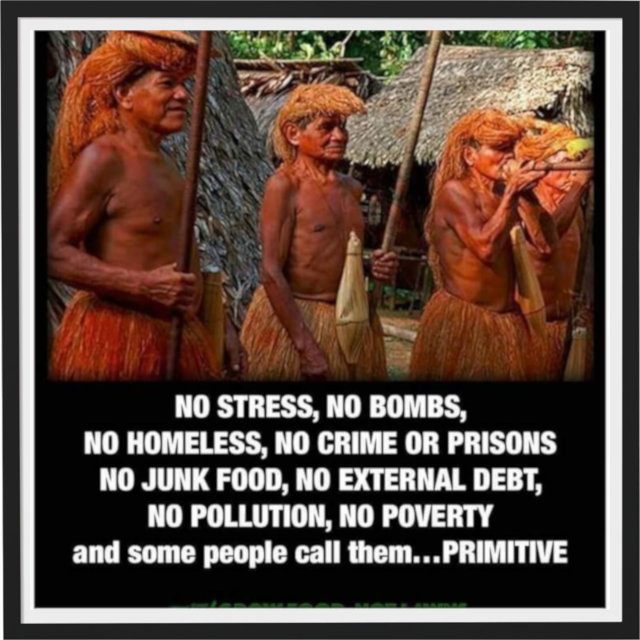 NO STRESS, NO BOMBS,
NO HOMELESS, NO CRIME OR PRISONS
NO JUNK FOOD, NO EXTERNAL DEBT,
NO POLLUTION, NO POVERTY
and some people call them...PRIMITIVE